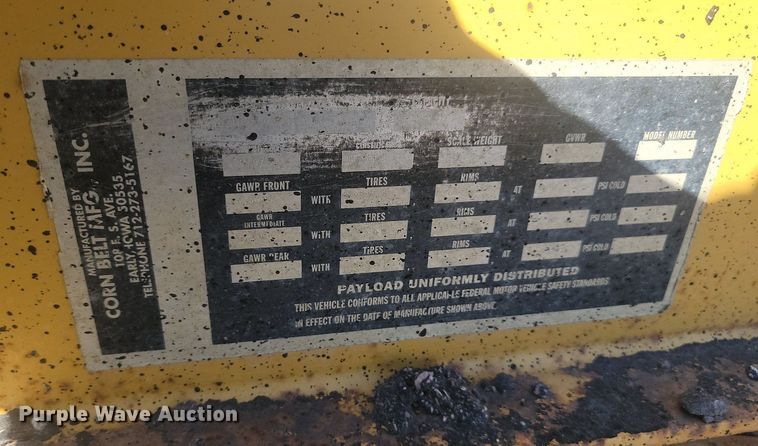 MANUFACTURED BY
CORN BELT MFG., INC.
TOP F. S. AVE.
EARLY, IOWA 50535
TELEPHONE 712-273-5167
SCALE WEIGHT GVWR MODEL NUMBER
GAWR FRONT TIRES RIMS
WITH AT PSI COLD
GAWR INTERMEDIATE TIRES RIMS
WITH AT PSI COLD
GAWR REAR TIRES RIMS
WITH AT PSI COLD
PAYLOAD UNIFORMLY DISTRIBUTED
THIS VEHICLE CONFORMS TO ALL APPLICABLE FEDERAL MOTOR VEHICLE SAFETY STANDARDS
IN EFFECT ON THE DATE OF MANUFACTURE SHOWN ABOVE
Purple Wave Auction